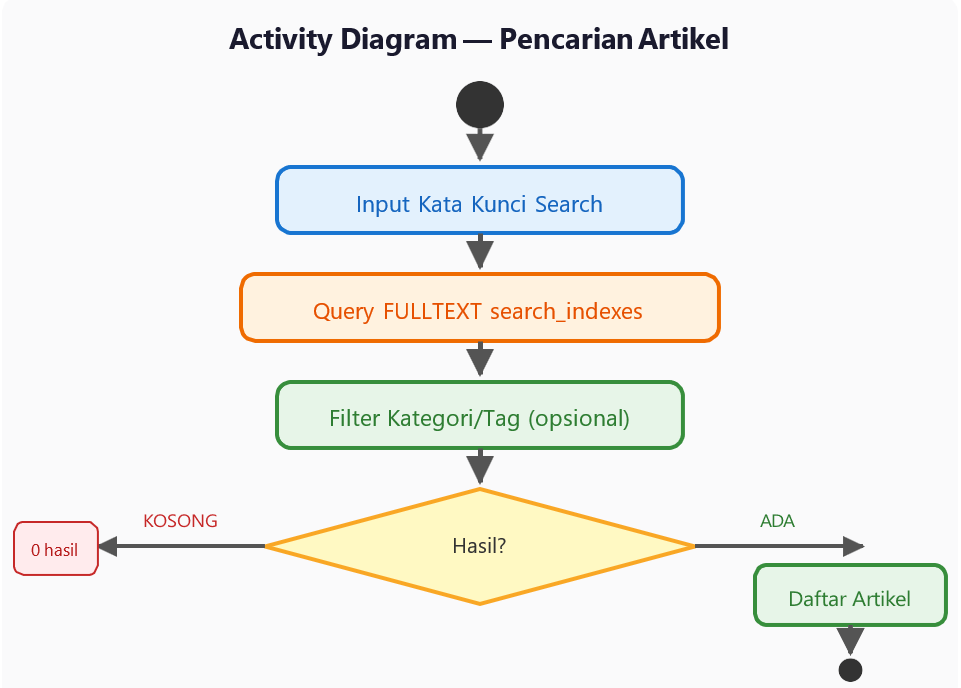 Activity Diagram — Pencarian Artikel
Input Kata Kunci Search
Query FULLTEXT search_indexes
Filter Kategori/Tag (opsional)
KOSONG
ADA
0 hasil
Hasil?
Daftar Artikel